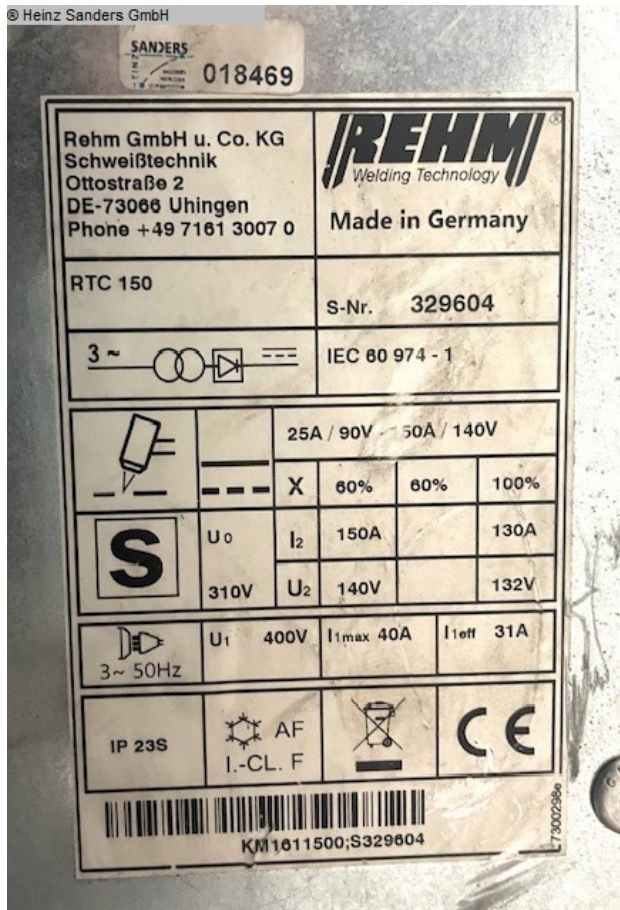 ® Heinz Sanders GmbH
SANDERS
018469
Rehm GmbH u. Co. KG
Schweißtechnik
Ottostraße 2
DE-73066 Uhingen
Phone +49 7161 3007 0
REHM®
Welding Technology
Made in Germany
RTC 150
S-Nr. 329604
3 ~
IEC 60 974 - 1
25A / 90V - 150A / 140V
X 60% 60% 100%
S
U0 310V
I2 150A 130A
U2 140V 132V
3~ 50Hz
U1 400V
I1max 40A
I1eff 31A
IP 23S
AF
I.-CL. F
CE
KM1611500;S329604